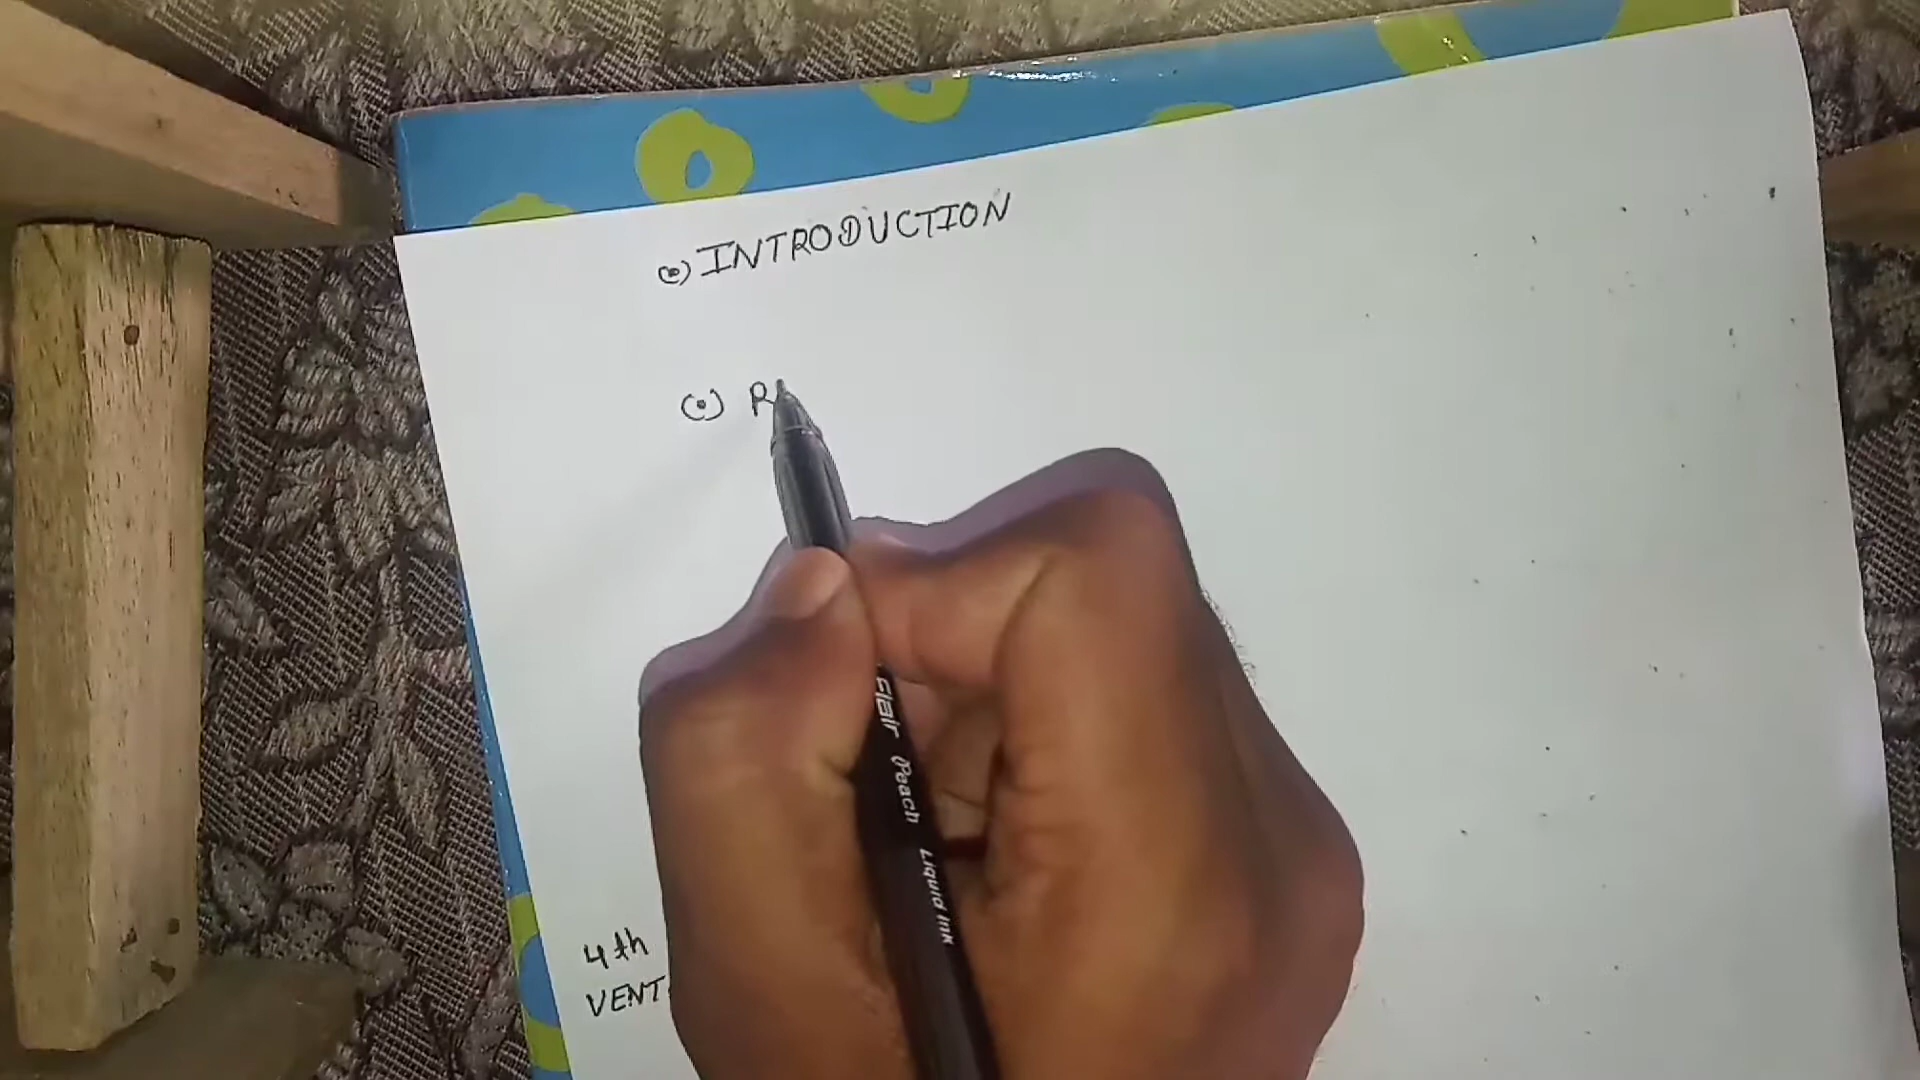 INTRODUCTION
R
Flair Peach Liquid Ink
4th
VENT